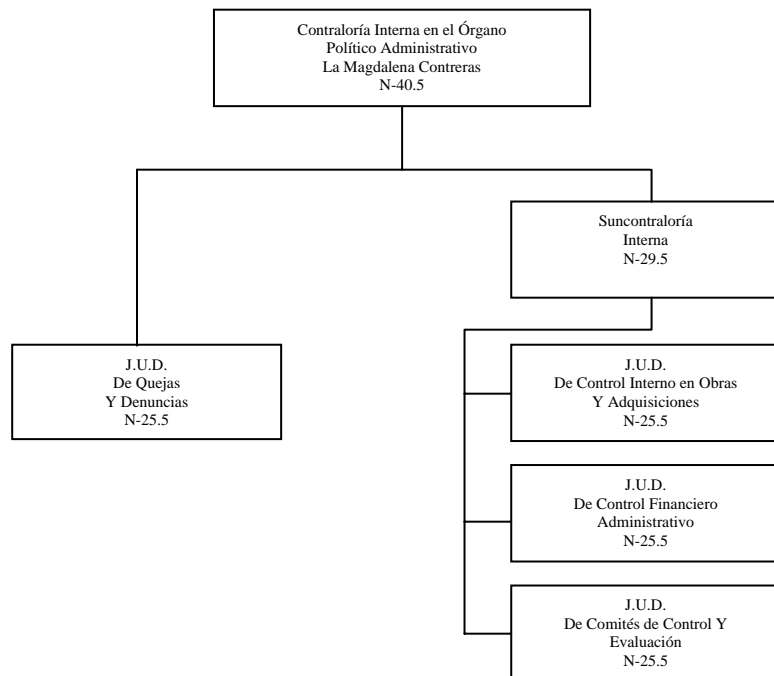 Contraloría Interna en el Órgano
Político Administrativo
La Magdalena Contreras
N-40.5
Suncontraloría
Interna
N-29.5
J.U.D.
De Quejas
Y Denuncias
N-25.5
J.U.D.
De Control Interno en Obras
Y Adquisiciones
N-25.5
J.U.D.
De Control Financiero
Administrativo
N-25.5
J.U.D.
De Comités de Control Y
Evaluación
N-25.5